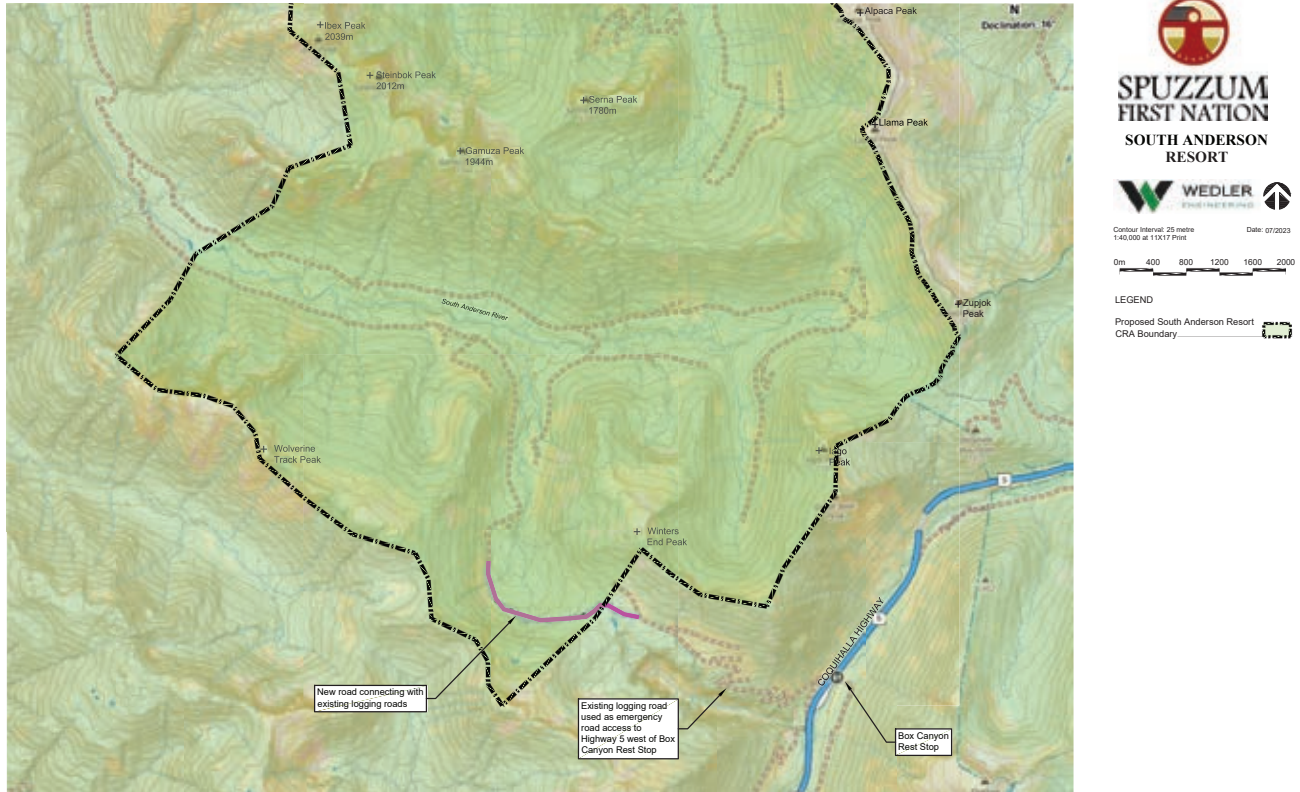 Ibex Peak
2039m
Steinbok Peak
2012m
Serna Peak
1780m
Gamuza Peak
1944m
Alpaca Peak
N
Declination 16°
Llama Peak
Zupjok
Peak
South Anderson River
Wolverine
Track Peak
Iago
Peak
Winters
End Peak
5
5
COQUIHALLA HIGHWAY
New road connecting with
existing logging roads
Existing logging road
used as emergency
road access to
Highway 5 west of Box
Canyon Rest Stop
Box Canyon
Rest Stop
SPUZZUM
FIRST NATION
SOUTH ANDERSON
RESORT
WEDLER
ENGINEERING
Contour Interval: 25 metre
1:40,000 at 11X17 Print
Date: 07/2023
0m 400 800 1200 1600 2000
LEGEND
Proposed South Anderson Resort
CRA Boundary